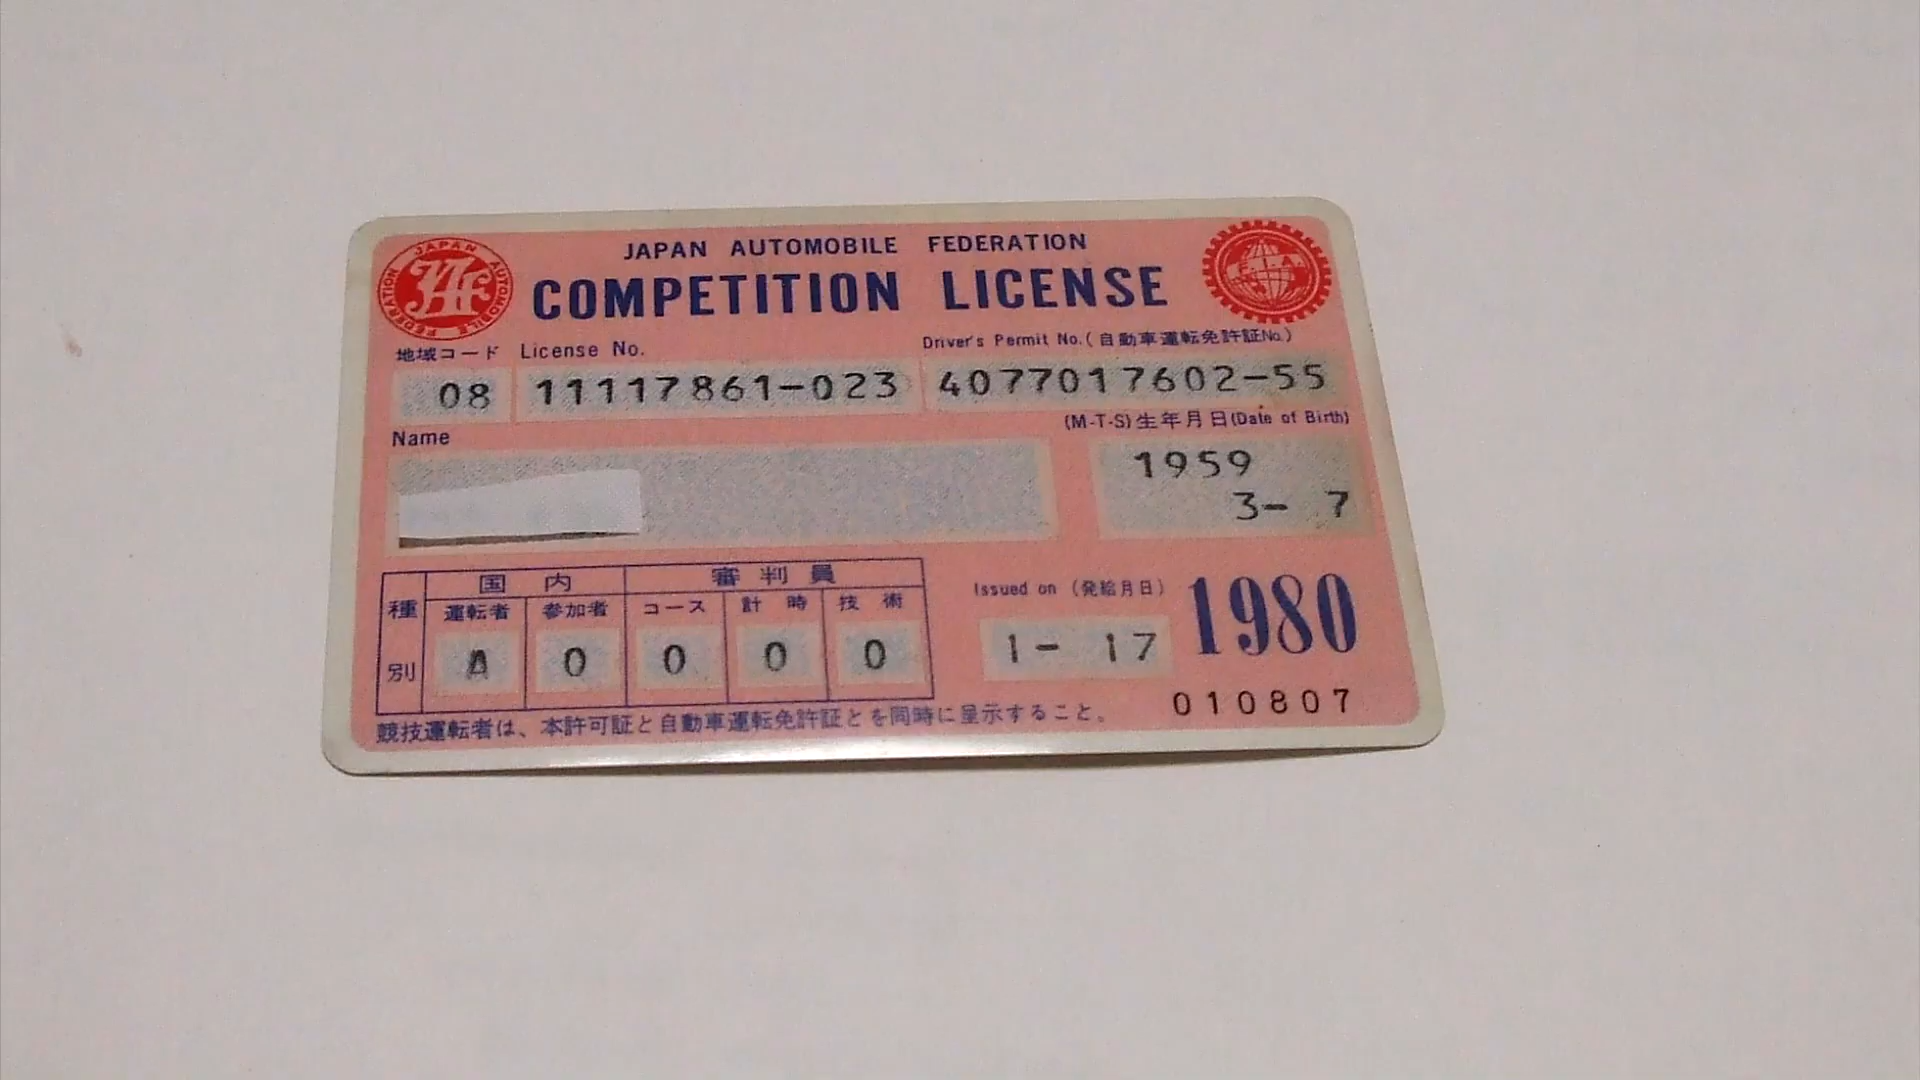 JAPAN AUTOMOBILE FEDERATION
JAPAN AUTOMOBILE FEDERATION
JAF
COMPETITION LICENSE
F.I.A
地域コード License No. Driver's Permit No.(自動車運転免許証No.)
08 11117861-023 4077017602-55
Name (M-T-S)生年月日(Date of Birth)
1959
3- 7
種別 国内 審判員
運転者 参加者 コース 計時 技術
A 0 0 0 0
Issued on (発給月日) 1980
1- 17
010807
競技運転者は、本許可証と自動車運転免許証とを同時に呈示すること。